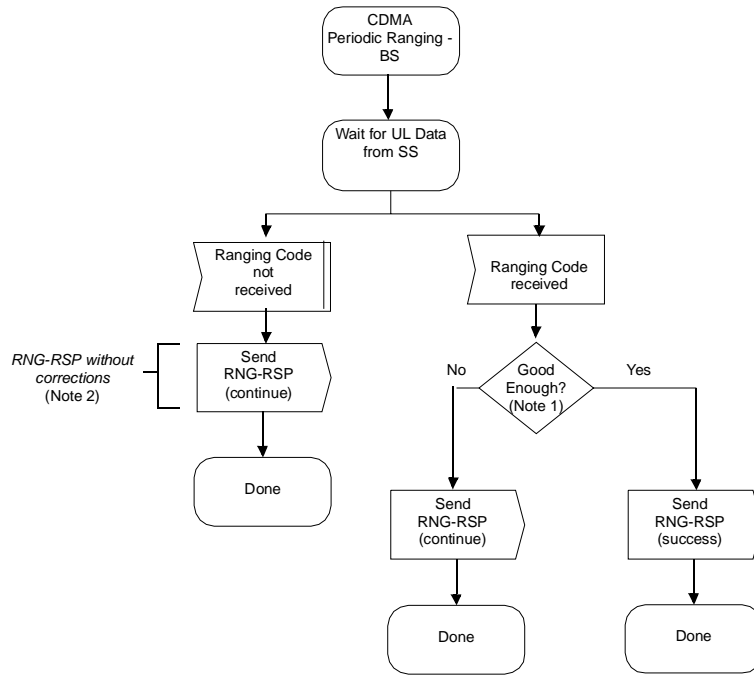 CDMA
Periodic Ranging -
BS
Wait for UL Data
from SS
Ranging Code
not
received
Ranging Code
received
RNG-RSP without
corrections
(Note 2)
Send
RNG-RSP
(continue)
No
Good
Enough?
(Note 1)
Yes
Done
Send
RNG-RSP
(continue)
Send
RNG-RSP
(success)
Done
Done